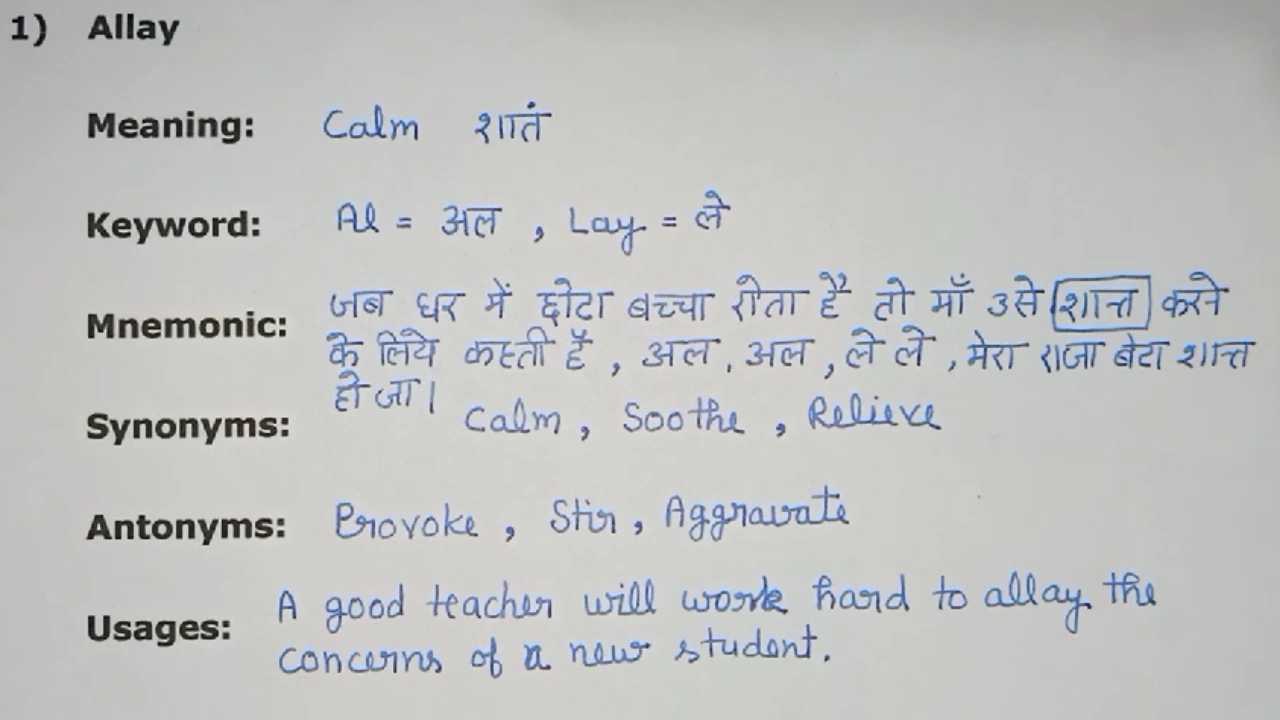 1) Allay
Meaning: Calm शातं
Keyword: Al = अल , Lay = ले
Mnemonic: जब घर में छोटा बच्चा रोता है तो माँ उसे शान्त करने
के लिये कहती है , अल , अल , ले ले , मेरा राजा बेटा शान्त
हो जा।
Synonyms: Calm , Soothe , Relieve
Antonyms: Provoke , Stir , Aggravate
Usages: A good teacher will work hard to allay the
concerns of a new student.